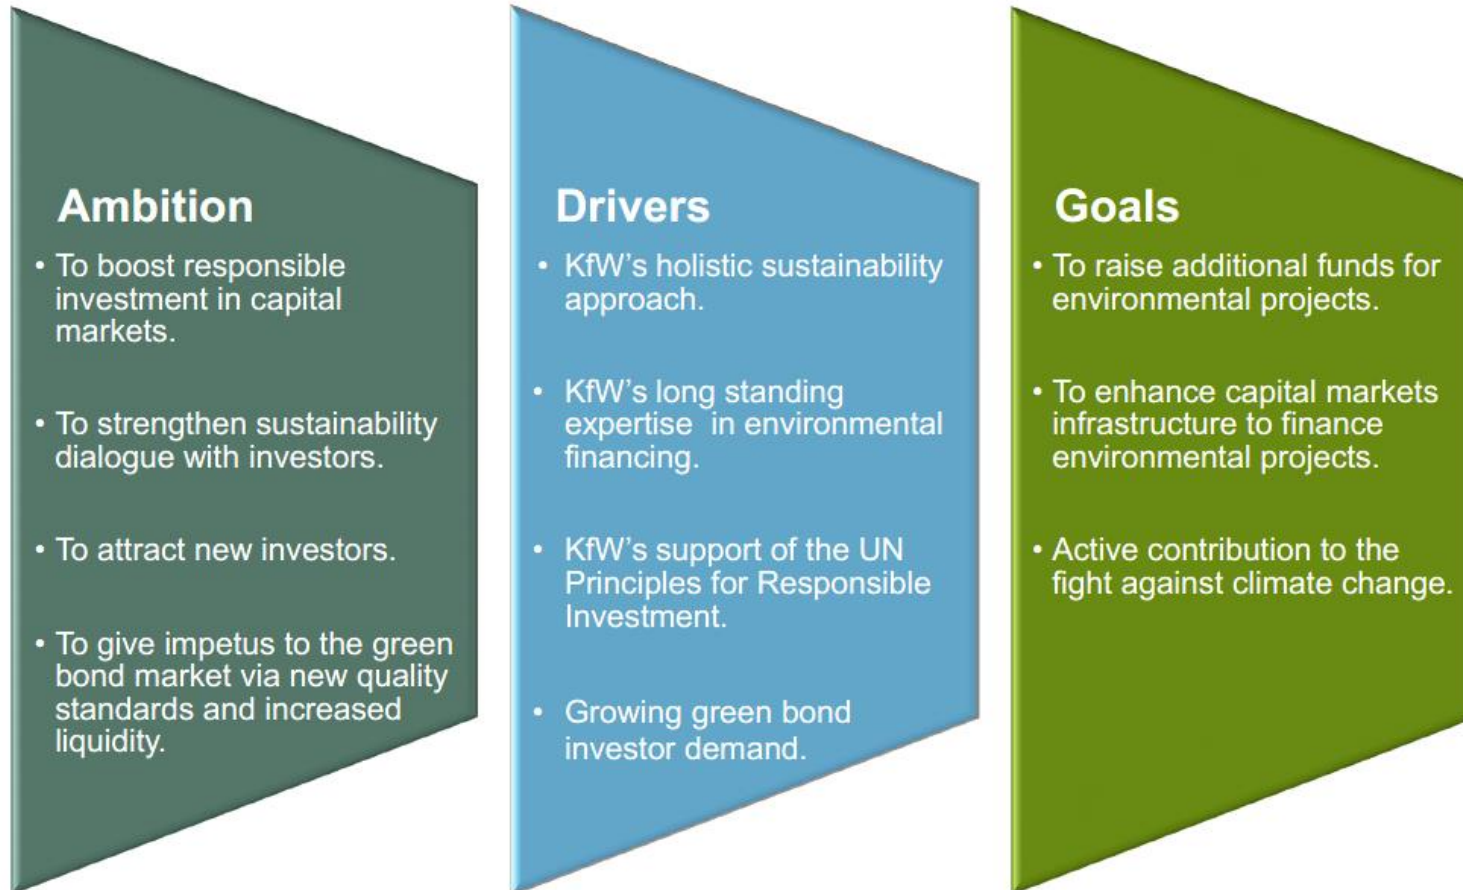 Ambition
• To boost responsible
investment in capital
markets.
• To strengthen sustainability
dialogue with investors.
• To attract new investors.
• To give impetus to the green
bond market via new quality
standards and increased
liquidity.
Drivers
• KfW’s holistic sustainability
approach.
• KfW’s long standing
expertise  in environmental
financing.
• KfW’s support of the UN
Principles for Responsible
Investment.
• Growing green bond
investor demand.
Goals
• To raise additional funds for
environmental projects.
• To enhance capital markets
infrastructure to finance
environmental projects.
• Active contribution to the
fight against climate change.